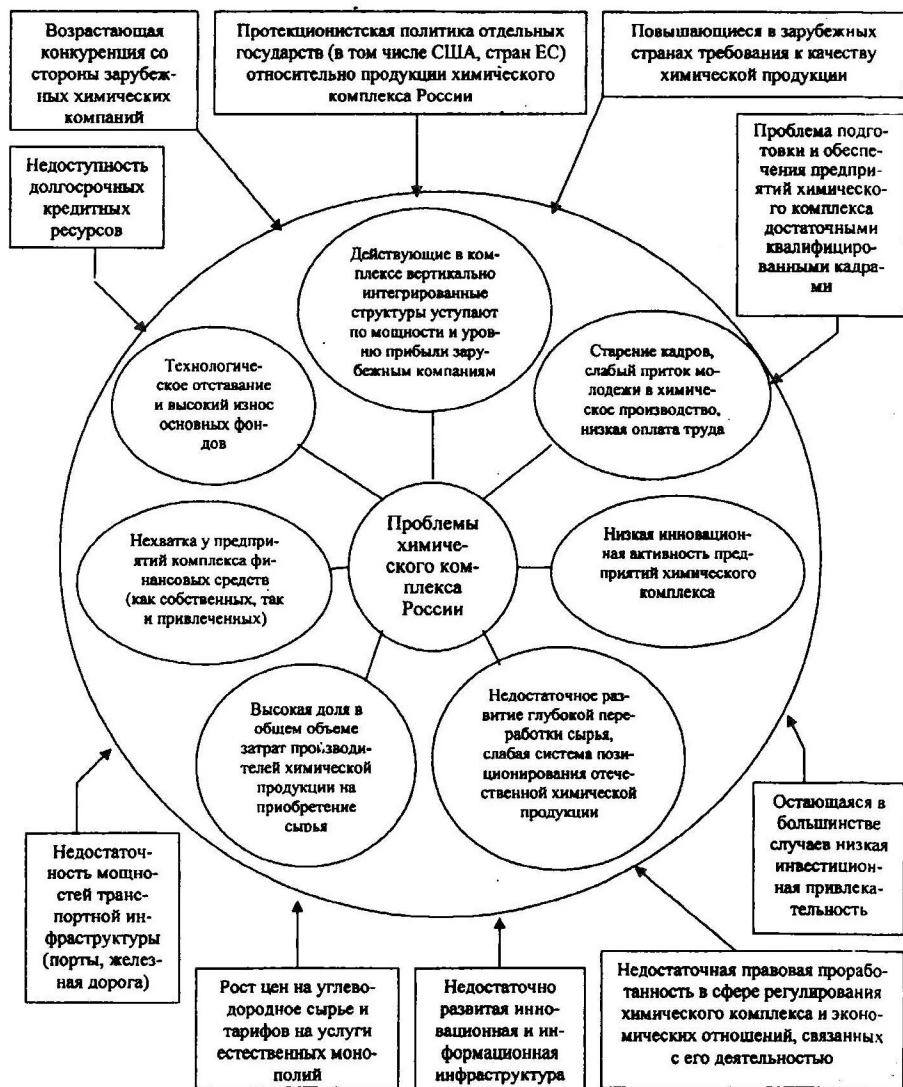 Возрастающая
конкуренция со
стороны зарубеж-
ных химических
компаний
Протекционистская политика отдельных
государств (в том числе США, стран ЕС)
относительно продукции химического
комплекса России
Повышающиеся в зарубежных
странах требования к качеству
химической продукции
Недоступность
долгосрочных
кредитных
ресурсов
Проблема подго-
товки и обеспе-
чения предпри-
ятий химическо-
го комплекса
достаточными
квалифициро-
ванными кадра-
ми
Действующие в ком-
плексе вертикально
интегрированные
структуры уступают
по мощности и уров-
ню прибыли зару-
бежным компаниям
Технологиче-
ское отставание
и высокий износ
основных фон-
дов
Старение кадров,
слабый приток мо-
лодежи в химиче-
ское производство,
низкая оплата труда
Нехватка у предпри-
ятий комплекса фи-
нансовых средств
(как собственных, так
и привлеченных)
Проблемы
химиче-
ского ком-
плекса
России
Низкая инновацион-
ная активность пред-
приятий химического
комплекса
Высокая доля в
общем объеме
затрат производи-
телей химической
продукции на
приобретение
сырья
Недостаточное раз-
витие глубокой пере-
работки сырья,
слабая система пози-
ционирования отече-
ственной химической
продукции
Недостаточ-
ность мощно-
стей транс-
портной ин-
фраструктуры
(порты, желез-
ная дорога)
Остающаяся в
большинстве
случаев низкая
инвестицион-
ная привлека-
тельность
Рост цен на углево-
дородное сырье и
тарифов на услуги
естественных моно-
полий
Недостаточно
развитая инно-
вационная и ин-
формационная
инфраструктура
Недостаточная правовая прорабо-
танность в сфере регулирования
химического комплекса и эконо-
мических отношений, связанных
с его деятельностью